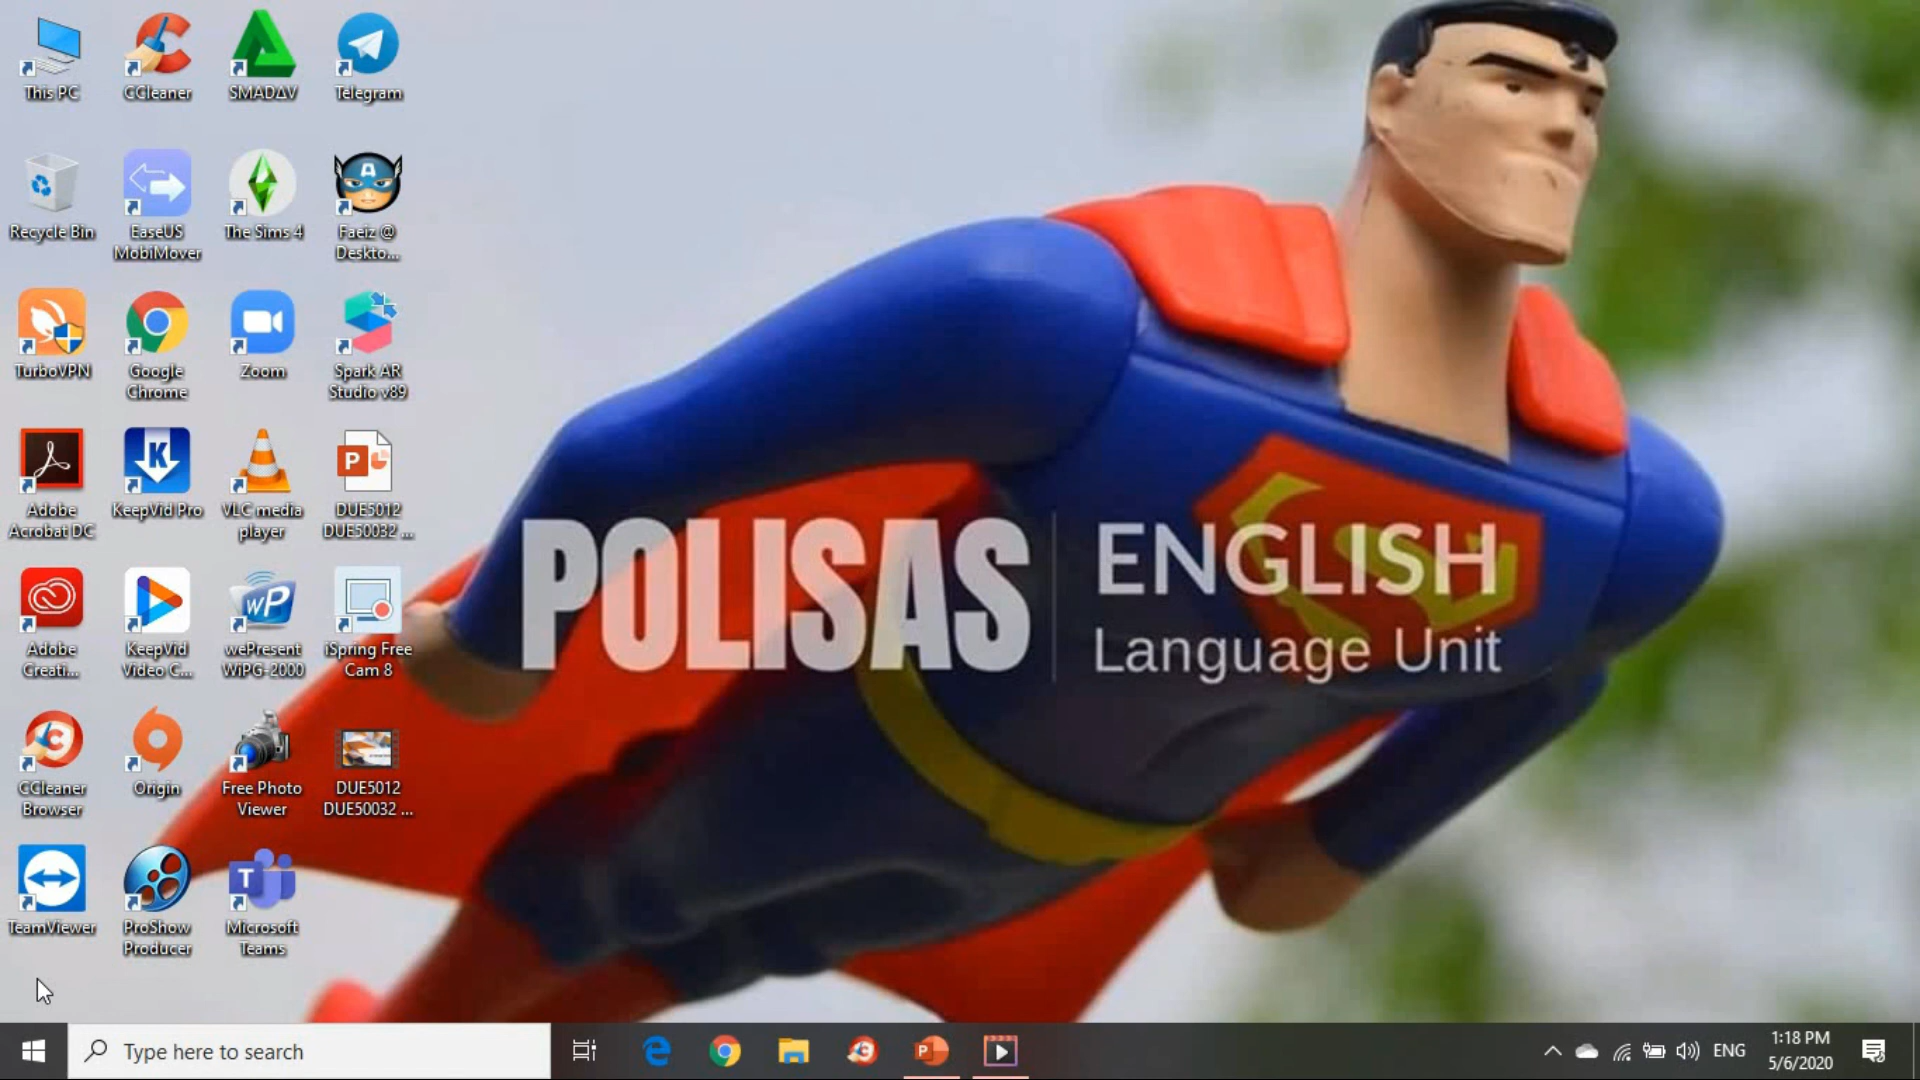 This PC
CCleaner
SMADΔV
Telegram
Recycle Bin
EaseUS
MobiMover
The Sims 4
Faeiz @
Deskto...
TurboVPN
Google
Chrome
Zoom
Spark AR
Studio v89
Adobe
Acrobat DC
KeepVid Pro
VLC media
player
DUE5012
DUE50032 ...
Adobe
Creati...
KeepVid
Video C...
wePresent
WiPG-2000
iSpring Free
Cam 8
CCleaner
Browser
Origin
Free Photo
Viewer
DUE5012
DUE50032 ...
TeamViewer
ProShow
Producer
Microsoft
Teams
POLISAS
ENGLISH
Language Unit
Type here to search
ENG
1:18 PM
5/6/2020